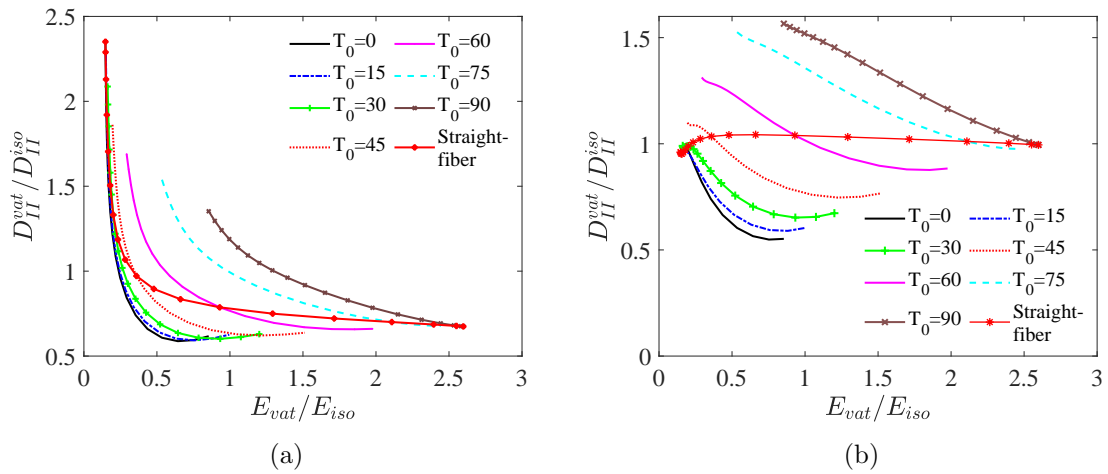 2.5
2
1.5
1
0.5
0 0.5 1 1.5 2 2.5 3
D_{II}^{vat}/D_{II}^{iso}
E_{vat}/E_{iso}
T_0=0 T_0=60
T_0=15 T_0=75
T_0=30 T_0=90
T_0=45 Straight-
fiber
(a)
1.5
1
0.5
0
0 0.5 1 1.5 2 2.5 3
D_{II}^{vat}/D_{II}^{iso}
E_{vat}/E_{iso}
T_0=0 T_0=15
T_0=30 T_0=45
T_0=60 T_0=75
T_0=90 Straight-
fiber
(b)